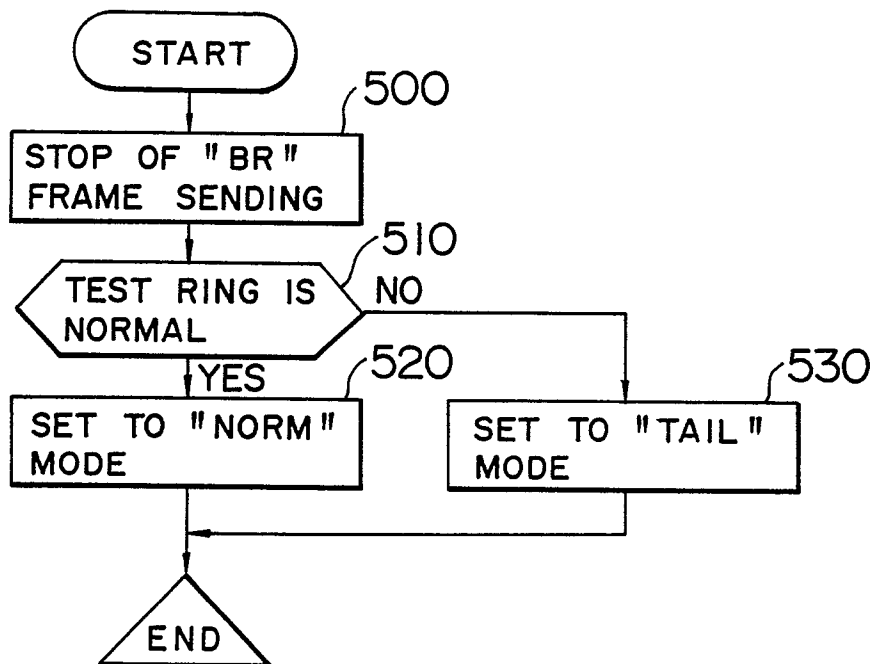 START
500
STOP OF "BR"
FRAME SENDING
510
TEST RING IS
NORMAL
NO
YES
520
SET TO "NORM"
MODE
530
SET TO "TAIL"
MODE
END